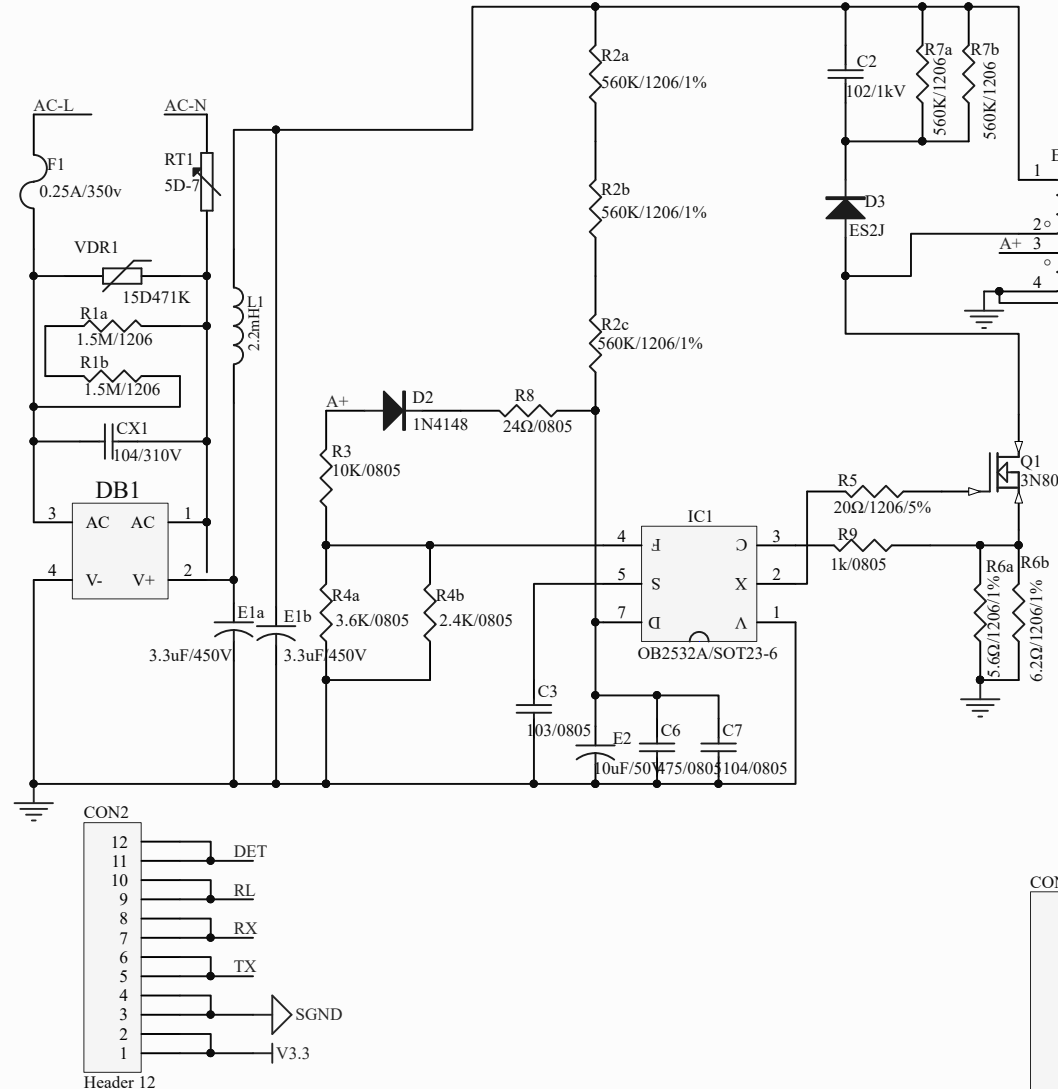 AC-L
AC-N
F1
0.25A/350v
RT1
5D-7
VDR1
15D471K
R1a
1.5M/1206
R1b
1.5M/1206
CX1
104/310V
DB1
3 AC AC 1
4 V- V+ 2
L1
2.2mH
E1a
3.3uF/450V
E1b
3.3uF/450V
R2a
560K/1206/1%
R2b
560K/1206/1%
R2c
560K/1206/1%
A+
D2
1N4148
R8
24Ω/0805
R3
10K/0805
R4a
3.6K/0805
R4b
2.4K/0805
C3
103/0805
E2
10uF/50V
C6
475/0805
C7
104/0805
IC1
4 F C 3
5 S X 2
7 D V 1
OB2532A/SOT23-6
C2
102/1kV
R7a
560K/1206
R7b
560K/1206
D3
ES2J
1
2
A+ 3
4
Q1
3N80
R5
20Ω/1206/5%
R9
1k/0805
R6a
5.6Ω/1206/1%
R6b
6.2Ω/1206/1%
CON2
12
11 DET
10
9 RL
8
7 RX
6
5 TX
4
3 SGND
2
1 V3.3
Header 12